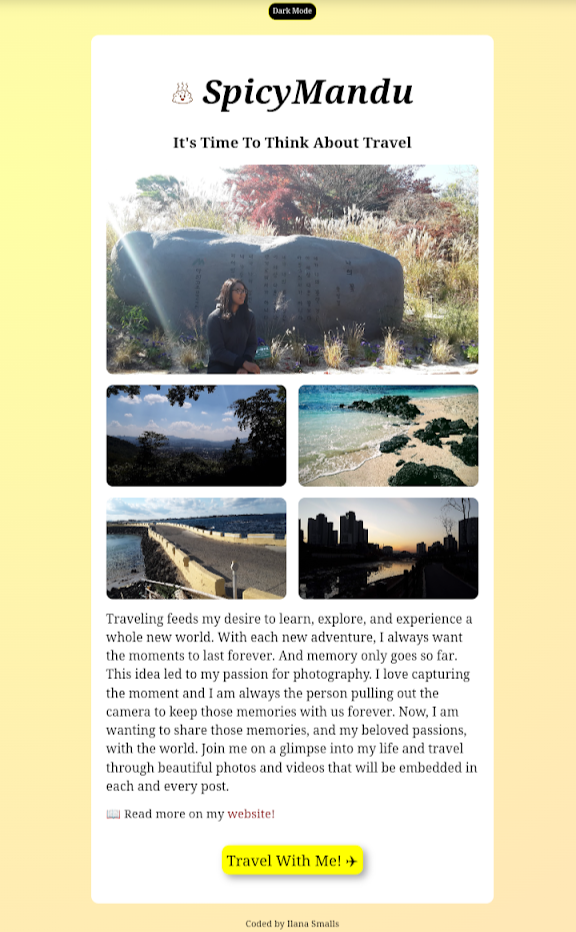 Dark Mode
SpicyMandu
It's Time To Think About Travel
Traveling feeds my desire to learn, explore, and experience a
whole new world. With each new adventure, I always want
the moments to last forever. And memory only goes so far.
This idea led to my passion for photography. I love capturing
the moment and I am always the person pulling out the
camera to keep those memories with us forever. Now, I am
wanting to share those memories, and my beloved passions,
with the world. Join me on a glimpse into my life and travel
through beautiful photos and videos that will be embedded in
each and every post.
📖 Read more on my website!
Travel With Me! ✈
Coded by Ilana Smalls